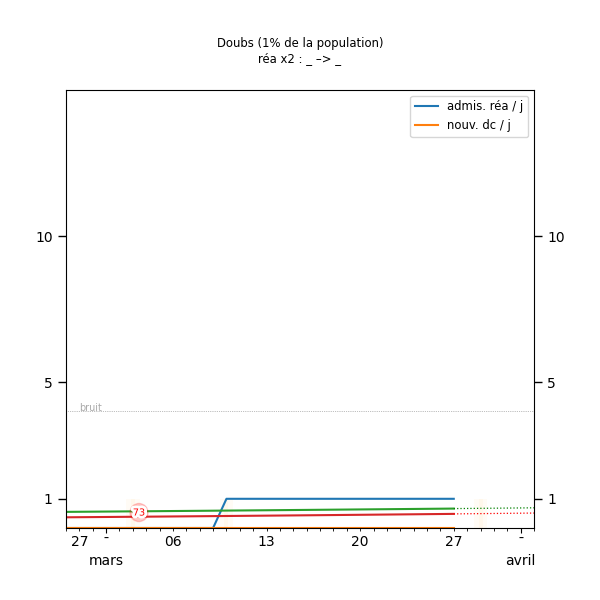 Doubs (1% de la population)
réa x2 : _ –> _
admis. réa / j
nouv. dc / j
10 10
5 5
bruit
1 1
73
27 - 06 13 20 27 -
mars avril